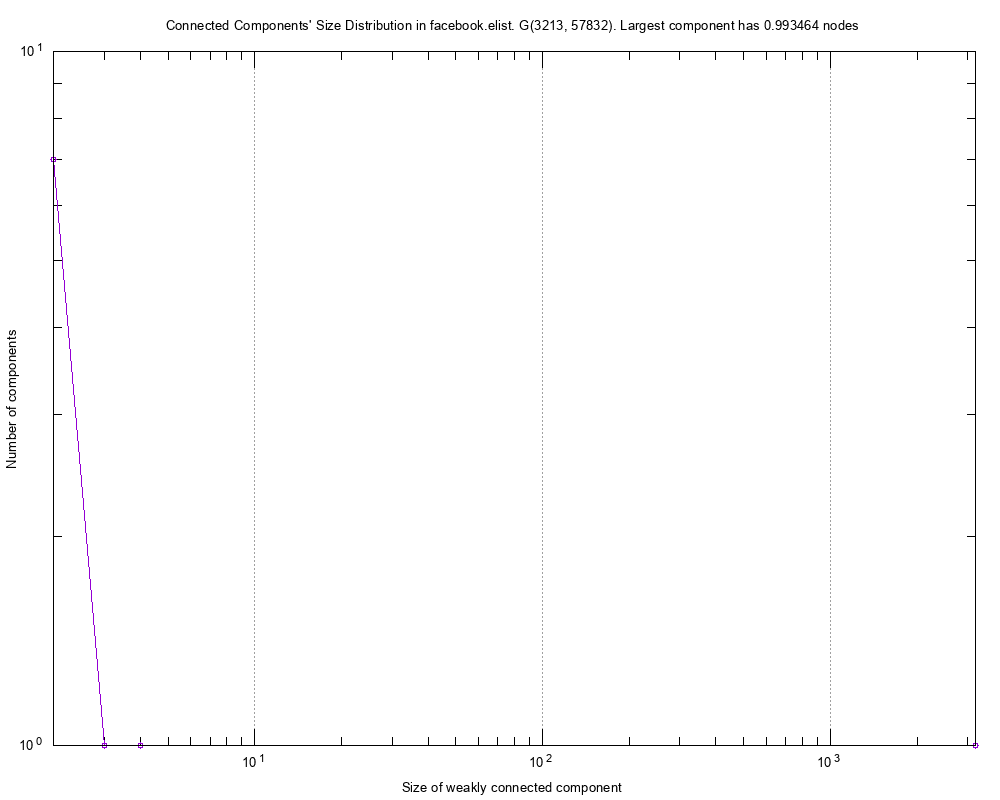 Connected Components' Size Distribution in facebook.elist. G(3213, 57832). Largest component has 0.993464 nodes
10^1
Number of components
10^0
10^1 10^2 10^3
Size of weakly connected component